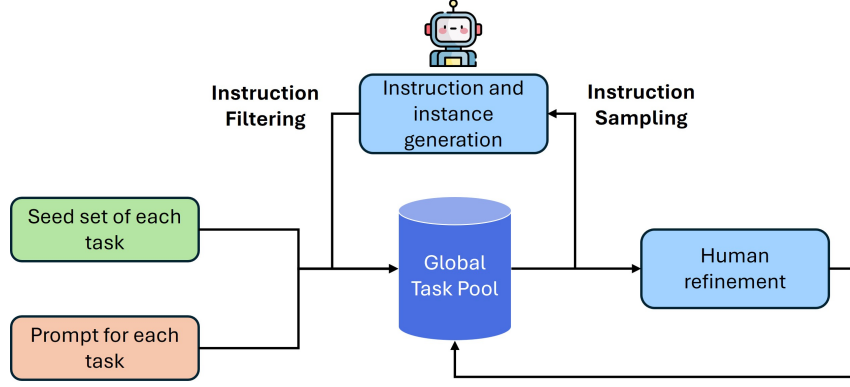 Instruction
Filtering
Instruction and
instance
generation
Instruction
Sampling
Seed set of each
task
Global
Task Pool
Human
refinement
Prompt for each
task